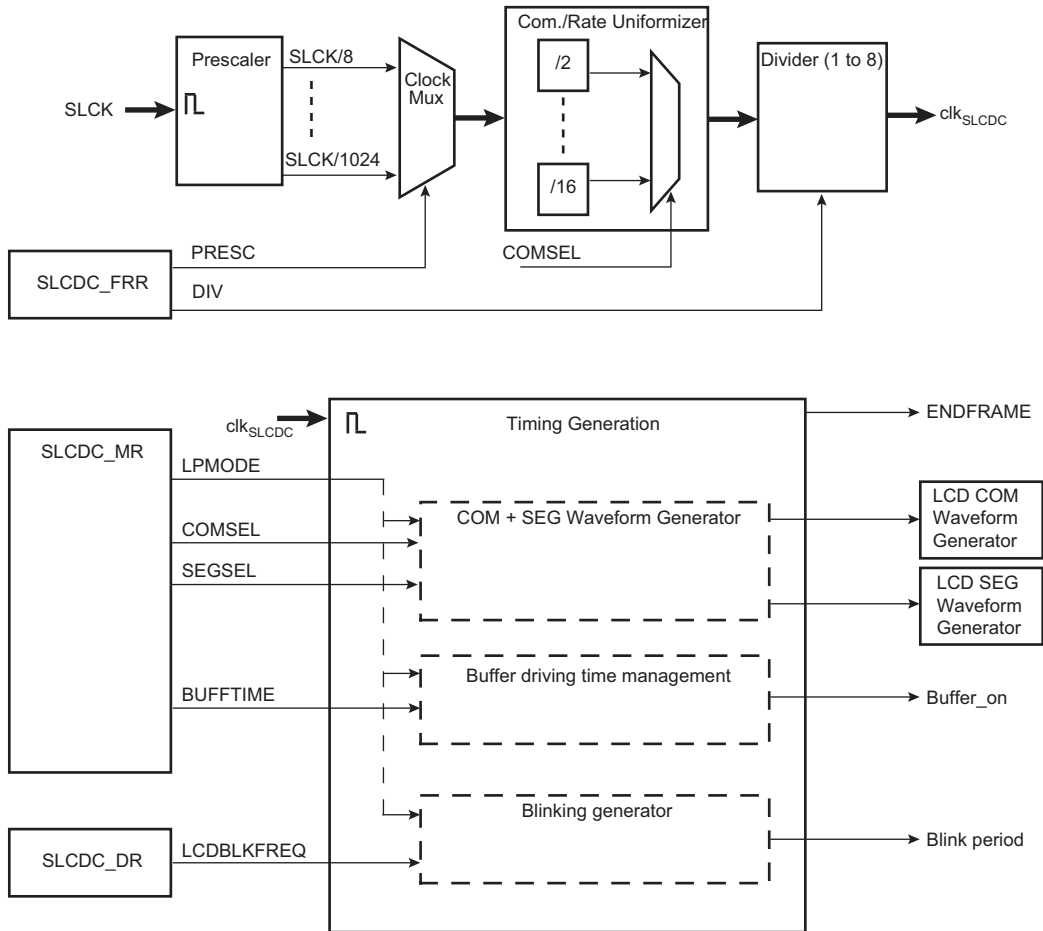 Com./Rate Uniformizer
Prescaler
SLCK/8
Clock
Mux
/2
Divider (1 to 8)
SLCK
clkSLCDC
SLCK/1024
/16
PRESC
COMSEL
SLCDC_FRR
DIV
clkSLCDC
Timing Generation
ENDFRAME
SLCDC_MR
LPMODE
COM + SEG Waveform Generator
LCD COM
Waveform
Generator
COMSEL
SEGSEL
LCD SEG
Waveform
Generator
Buffer driving time management
BUFFTIME
Buffer_on
Blinking generator
SLCDC_DR
LCDBLKFREQ
Blink period